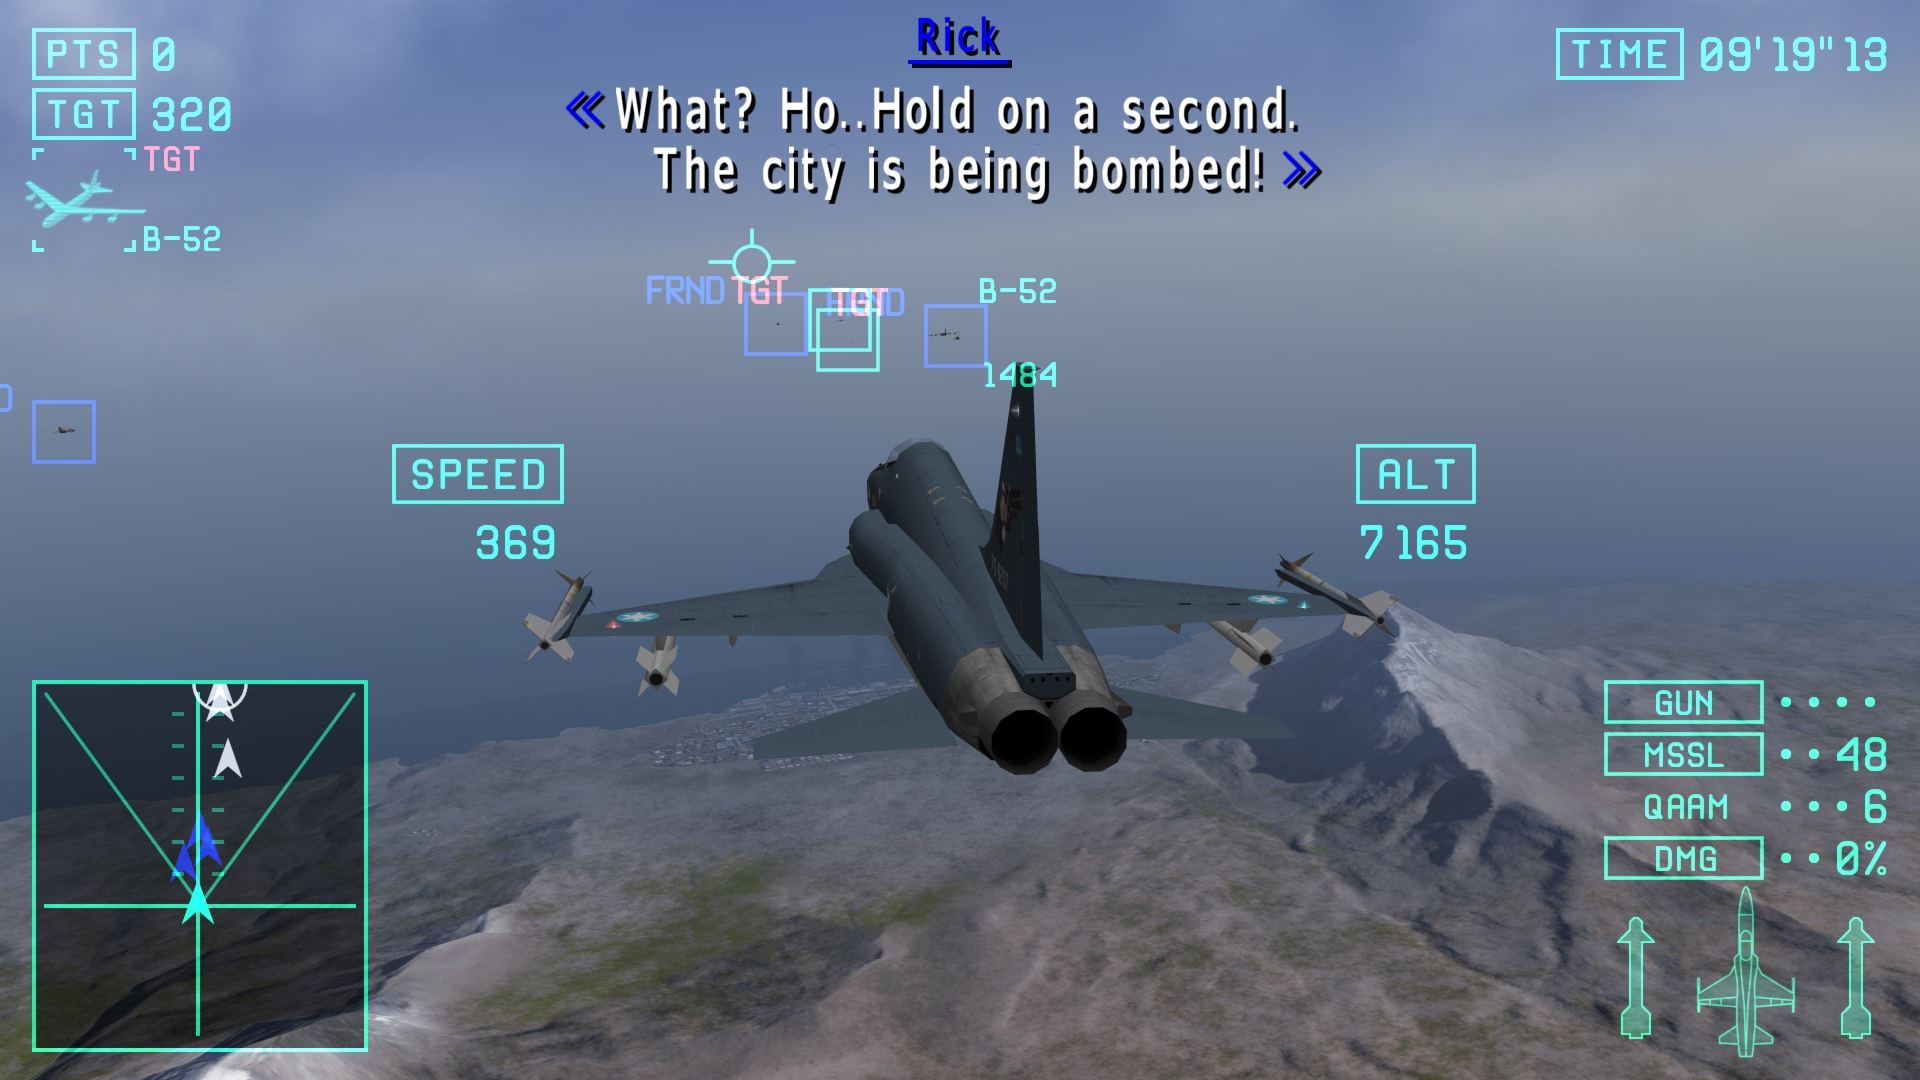 Rick
PTS 0
TIME 09'19"13
«What? Ho..Hold on a second.
The city is being bombed!»
TGT 320
TGT
B-52
FRND TGT
TGT
B-52
1484
SPEED
369
ALT
7165
GUN
MSSL 48
QAAM 6
DMG 0%